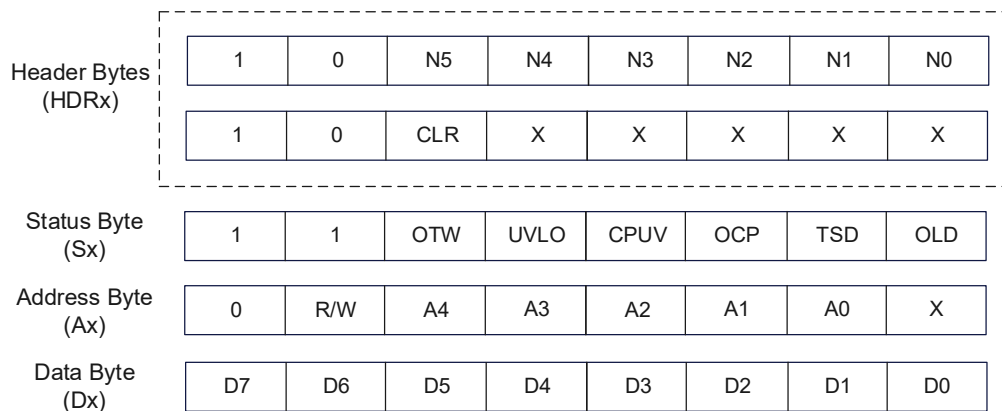 Header Bytes
(HDRx)
1 0 N5 N4 N3 N2 N1 N0
1 0 CLR X X X X X
Status Byte
(Sx)
1 1 OTW UVLO CPUV OCP TSD OLD
Address Byte
(Ax)
0 R/W A4 A3 A2 A1 A0 X
Data Byte
(Dx)
D7 D6 D5 D4 D3 D2 D1 D0